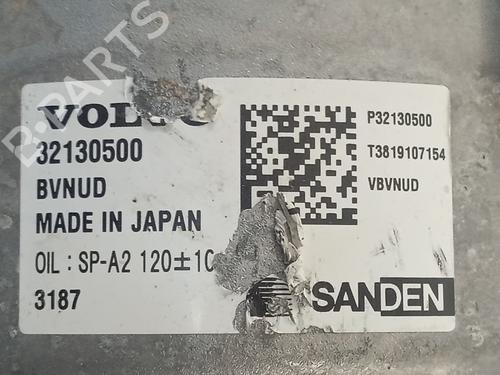 B-PARTS
VOLVO
32130500
BVNUD
MADE IN JAPAN
OIL : SP-A2 120±10
3187
P32130500
T3819107154
VBVNUD
SANDEN